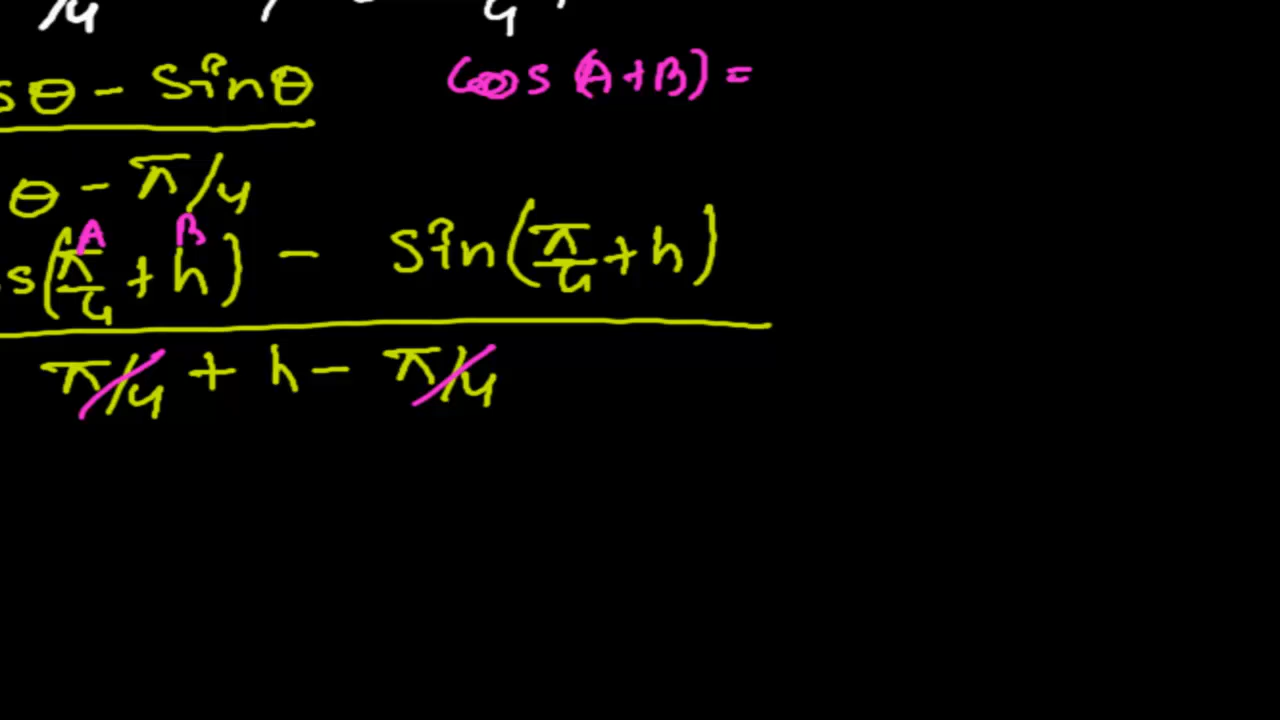 sθ - sinθ
cos (A+B) =
θ - π/4
A B
s(π/4 + h) - sin(π/4 + h)
π/4 + h - π/4